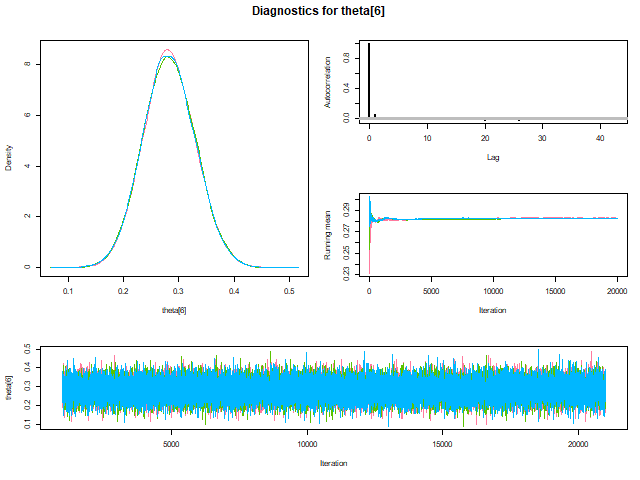 Diagnostics for theta[6]
Density
0 2 4 6 8
0.1 0.2 0.3 0.4 0.5
theta[6]
Autocorrelation
0.0 0.4 0.8
0 10 20 30 40
Lag
Running mean
0.23 0.25 0.27 0.29
0 5000 10000 15000 20000
Iteration
theta[6]
0.1 0.2 0.3 0.4 0.5
5000 10000 15000 20000
Iteration